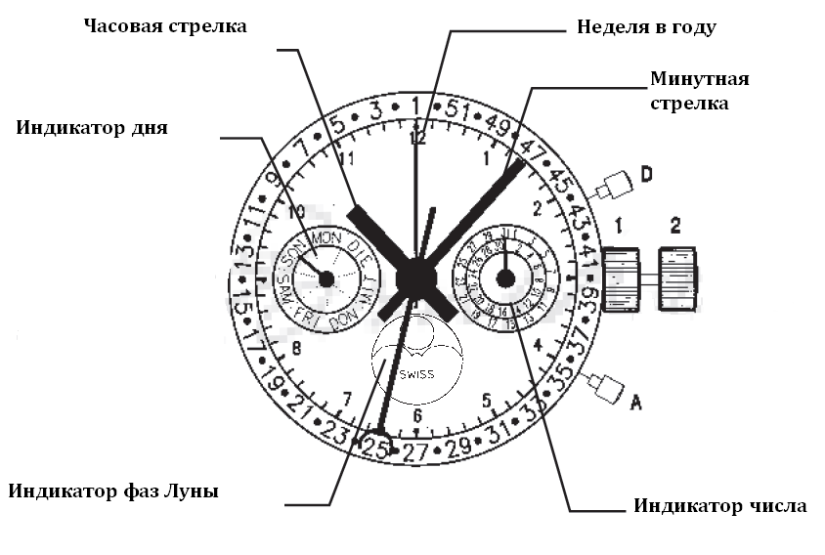 Часовая стрелка
Неделя в году
Минутная
стрелка
Индикатор дня
1 51 49 47 45 43 41 39 37 35 33 31 29 27 25 23 21 19 17 15 13 11 9 7 5 3
12
11
1
10
2
D
1
2
SON MON DIE MIT DON FRI SAM
8
4
SWISS
7
5
6
A
Индикатор фаз Луны
Индикатор числа